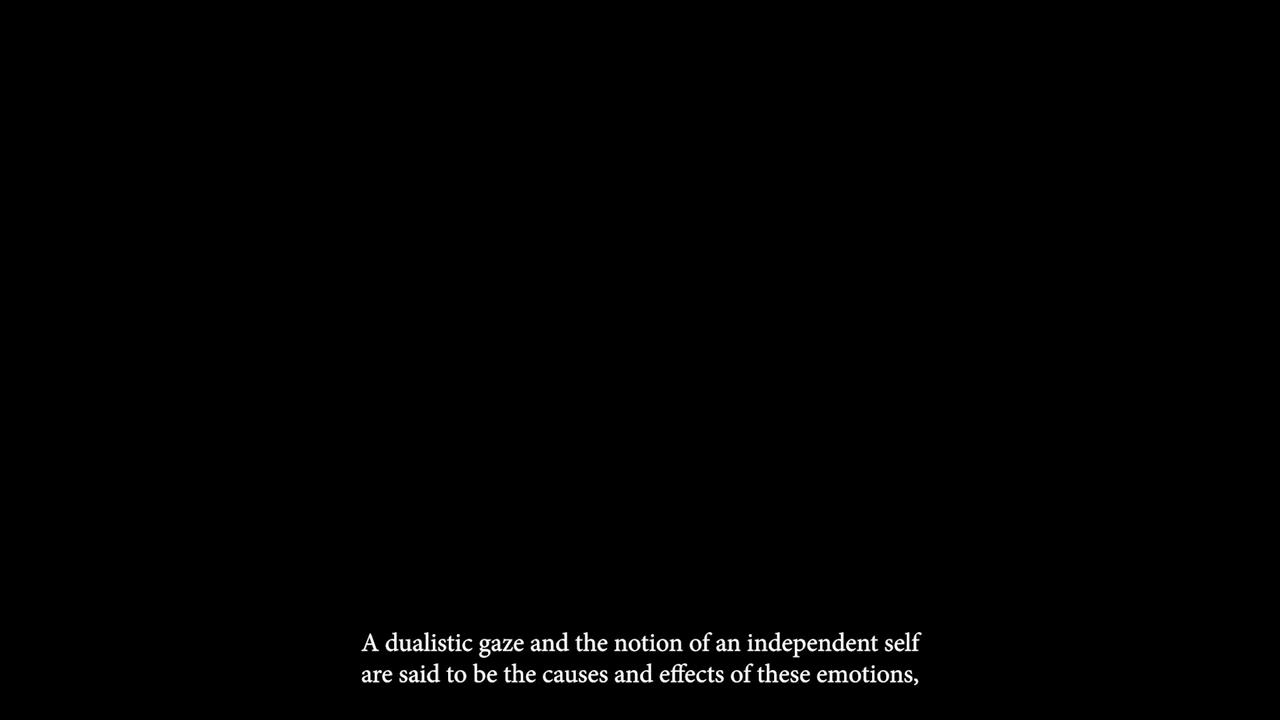 A dualistic gaze and the notion of an independent self
are said to be the causes and effects of these emotions,